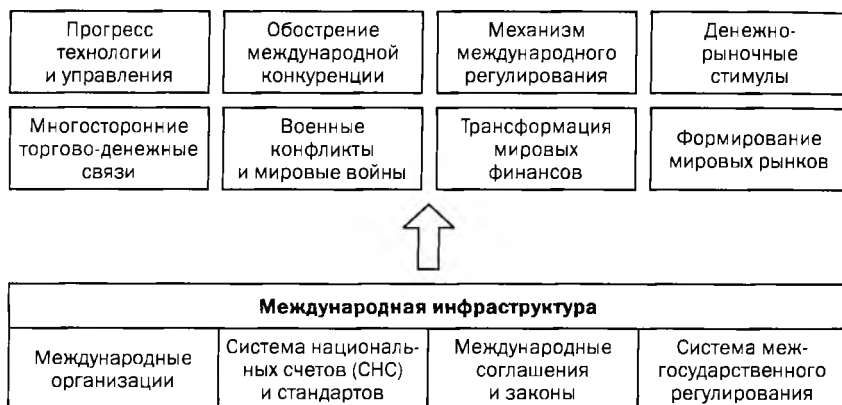 Прогресс
технологии
и управления
Обострение
международной
конкуренции
Механизм
международного
регулирования
Денежно-
рыночные
стимулы
Многосторонние
торгово-денежные
связи
Военные
конфликты
и мировые войны
Трансформация
мировых
финансов
Формирование
мировых рынков
Международная инфраструктура
Международные
организации
Система националь-
ных счетов (СНС)
и стандартов
Международные
соглашения
и законы
Система меж-
государственного
регулирования